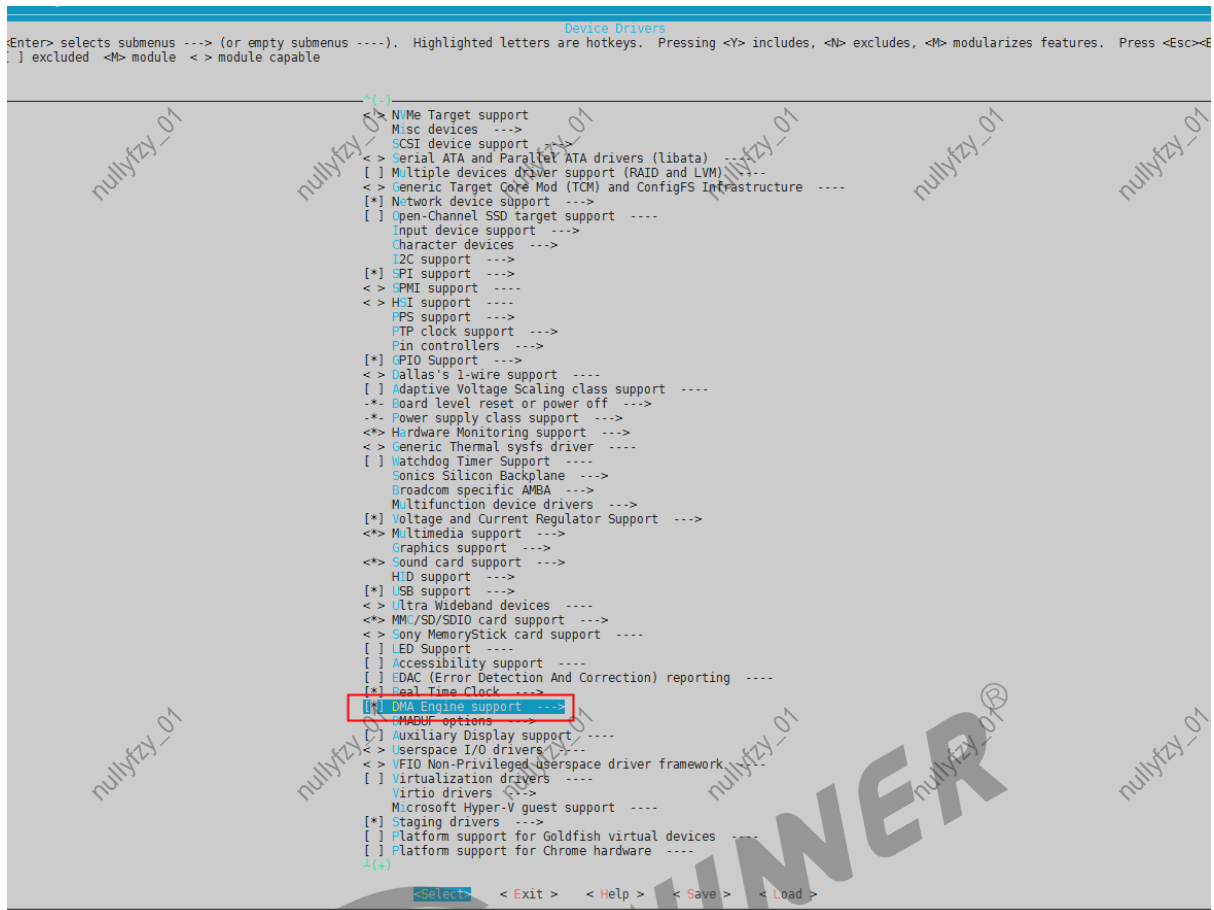 Device Drivers
<Enter> selects submenus ---> (or empty submenus ----).  Highlighted letters are hotkeys.  Pressing <Y> includes, <N> excludes, <M> modularizes features.  Press <Esc><E
[ ] excluded  <M> module  < > module capable
^(-)
< > NVMe Target support
Misc devices  --->
SCSI device support  --->
< > Serial ATA and Parallel ATA drivers (libata)  ----
[ ] Multiple devices driver support (RAID and LVM)  ----
< > Generic Target Core Mod (TCM) and ConfigFS Infrastructure  ----
[*] Network device support  --->
[ ] Open-Channel SSD target support  ----
Input device support  --->
Character devices  --->
I2C support  --->
[*] SPI support  --->
< > SPMI support  ----
< > HSI support  ----
PPS support  --->
PTP clock support  --->
Pin controllers  --->
[*] GPIO Support  --->
< > Dallas's 1-wire support  ----
[ ] Adaptive Voltage Scaling class support  ----
-*- Board level reset or power off  --->
-*- Power supply class support  --->
<*> Hardware Monitoring support  --->
< > Generic Thermal sysfs driver  ----
[ ] Watchdog Timer Support  ----
Sonics Silicon Backplane  --->
Broadcom specific AMBA  --->
Multifunction device drivers  --->
[*] Voltage and Current Regulator Support  --->
<*> Multimedia support  --->
Graphics support  --->
<*> Sound card support  --->
HID support  --->
[*] USB support  --->
< > Ultra Wideband devices  ----
<*> MMC/SD/SDIO card support  --->
< > Sony MemoryStick card support  ----
[ ] LED Support  ----
[ ] Accessibility support  ----
[ ] EDAC (Error Detection And Correction) reporting  ----
[*] Real Time Clock  --->
[*] DMA Engine support  --->
DMABUF options  --->
[ ] Auxiliary Display support  ----
< > Userspace I/O drivers  ----
< > VFIO Non-Privileged userspace driver framework  ----
[ ] Virtualization drivers  ----
Virtio drivers  --->
Microsoft Hyper-V guest support  ----
[*] Staging drivers  --->
[ ] Platform support for Goldfish virtual devices  ----
[ ] Platform support for Chrome hardware  ----
┴(+)
<Select>    < Exit >    < Help >    < Save >    < Load >
nullyfzy_01
nullyfzy_01
nullyfzy_01
nullyfzy_01
nullyfzy_01
nullyfzy_01
nullyfzy_01
nullyfzy_01
nullyfzy_01
nullyfzy_01